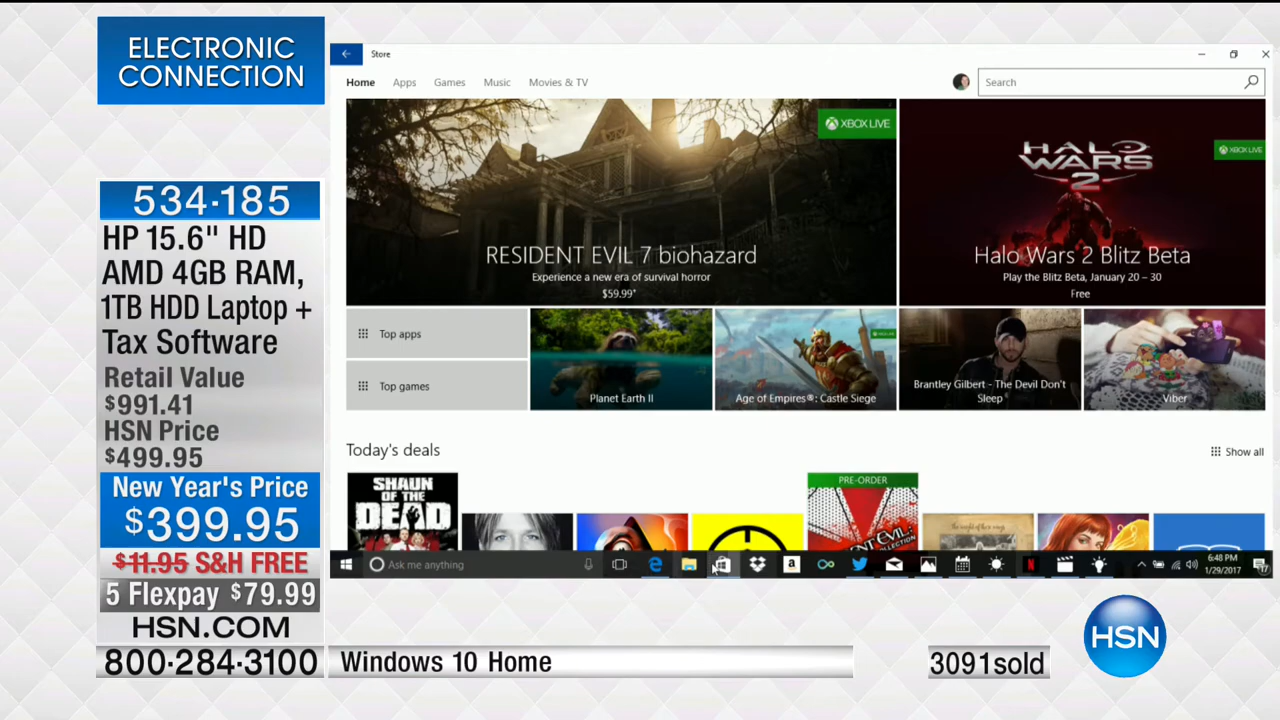 ELECTRONIC
CONNECTION
534·185
HP 15.6" HD
AMD 4GB RAM,
1TB HDD Laptop +
Tax Software
Retail Value
$991.41
HSN Price
$499.95
New Year's Price
$399.95
$11.95 S&H FREE
5 Flexpay $79.99
HSN.COM
800·284·3100
Store
Home Apps Games Music Movies & TV
Search
XBOX LIVE
RESIDENT EVIL 7 biohazard
Experience a new era of survival horror
$59.99*
HALO
WARS
2
XBOX LIVE
Halo Wars 2 Blitz Beta
Play the Blitz Beta, January 20 – 30
Free
Top apps
Top games
Planet Earth II
Age of Empires®: Castle Siege
Brantley Gilbert - The Devil Don't
Sleep
Viber
Today's deals
Show all
SHAUN
OF THE
DEAD
PRE-ORDER
Ask me anything
6:48 PM
1/29/2017
Windows 10 Home
3091sold
HSN